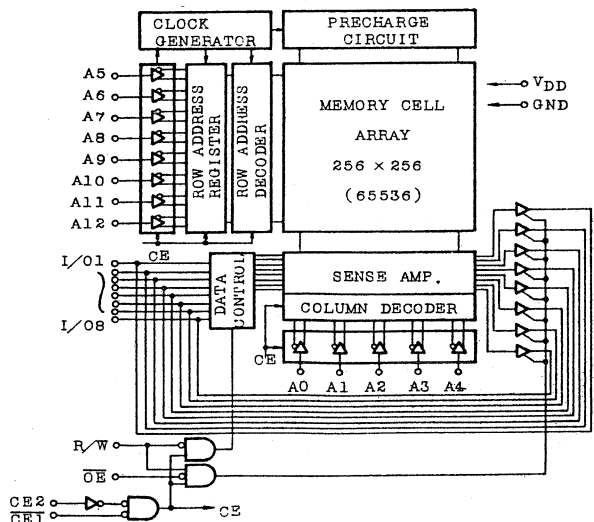 CLOCK
GENERATOR
PRECHARGE
CIRCUIT
A5
A6
A7
A8
A9
A10
A11
A12
ROW ADDRESS
REGISTER
ROW ADDRESS
DECODER
MEMORY CELL
ARRAY
256 × 256
(65536)
VDD
GND
CE
I/O1
I/O8
DATA
CONTROL
SENSE AMP.
COLUMN DECODER
CE
A0 A1 A2 A3 A4
R/W
OE
CE2
CE1
CE